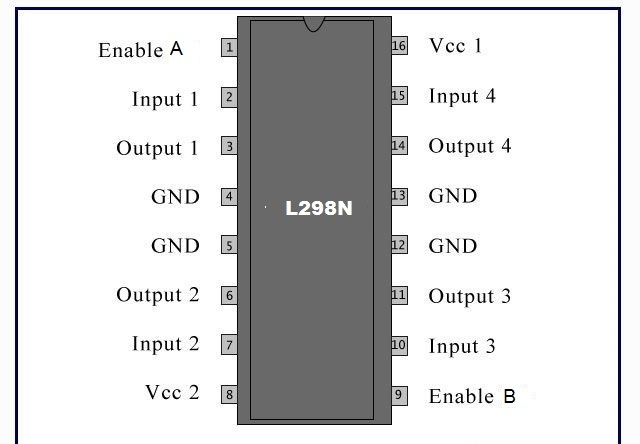 Enable A 1 16 Vcc 1
Input 1 2 15 Input 4
Output 1 3 14 Output 4
GND 4 13 GND
L298N
GND 5 12 GND
Output 2 6 11 Output 3
Input 2 7 10 Input 3
Vcc 2 8 9 Enable B